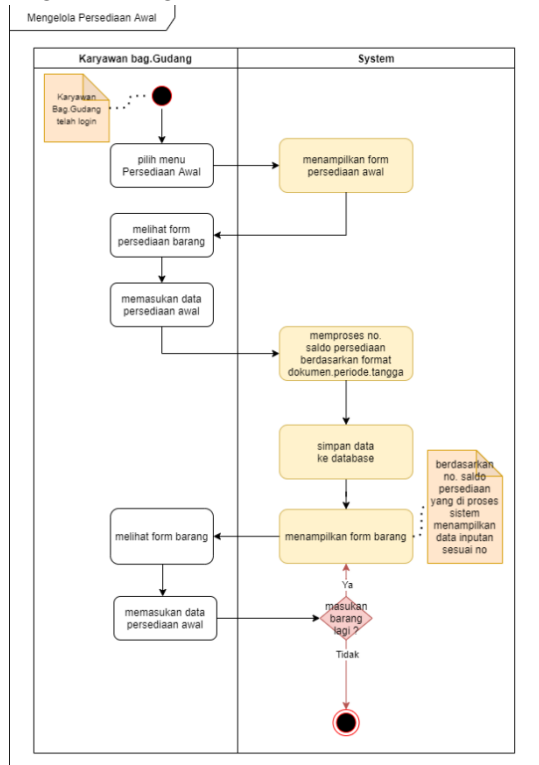 Mengelola Persediaan Awal
Karyawan bag.Gudang
System
Karyawan
Bag.Gudang
telah login
pilih menu
Persediaan Awal
menampilkan form
persediaan awal
melihat form
persediaan barang
memasukan data
persediaan awal
memproses no.
saldo persediaan
berdasarkan format
dokumen.periode.tangga
simpan data
ke database
berdasarkan
no. saldo
persediaan
yang di proses
sistem
menampilkan
data inputan
sesuai no
melihat form barang
menampilkan form barang
Ya
memasukan data
persediaan awal
masukan
barang
lagi ?
Tidak